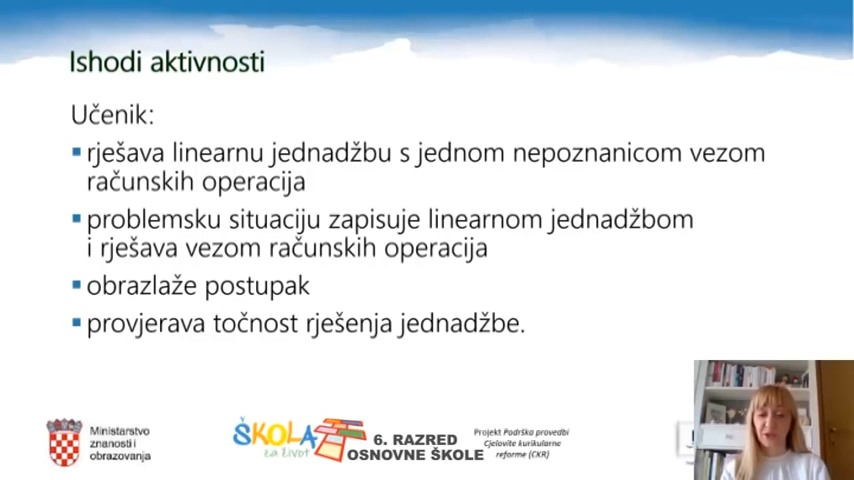 Ishodi aktivnosti
Učenik:
rješava linearnu jednadžbu s jednom nepoznanicom vezom
računskih operacija
problemsku situaciju zapisuje linearnom jednadžbom
i rješava vezom računskih operacija
obrazlaže postupak
provjerava točnost rješenja jednadžbe.
Ministarstvo
znanosti i
obrazovanja
ŠKOLA
za život
6. RAZRED
OSNOVNE ŠKOLE
Projekt Podrška provedbi
Cjelovite kurikularne
reforme (CKR)